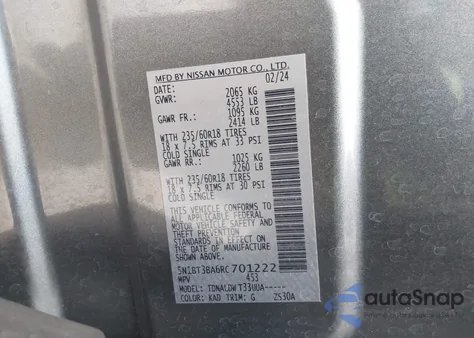 MFD BY NISSAN MOTOR CO., LTD.
DATE: 02/24
GVWR: 2065 KG
4553 LB
GAWR FR.: 1095 KG
2414 LB
WITH 235/60R18 TIRES
18 x 7.5 RIMS AT 33 PSI
COLD SINGLE
1025 KG
2260 LB
WITH 235/60R18 TIRES
18 x 7.5 RIMS AT 30 PSI
COLD SINGLE
THIS VEHICLE CONFORMS TO
ALL APPLICABLE FEDERAL
MOTOR VEHICLE SAFETY AND
THEFT PREVENTION
STANDARDS IN EFFECT ON
THE DATE OF MANUFACTURE
SHOWN ABOVE
5N1BT3BA6RC701222
453
MODEL: TDNALDW T33UUA-----
COLOR: KAD TRIM: G 2S30A
autoSnap